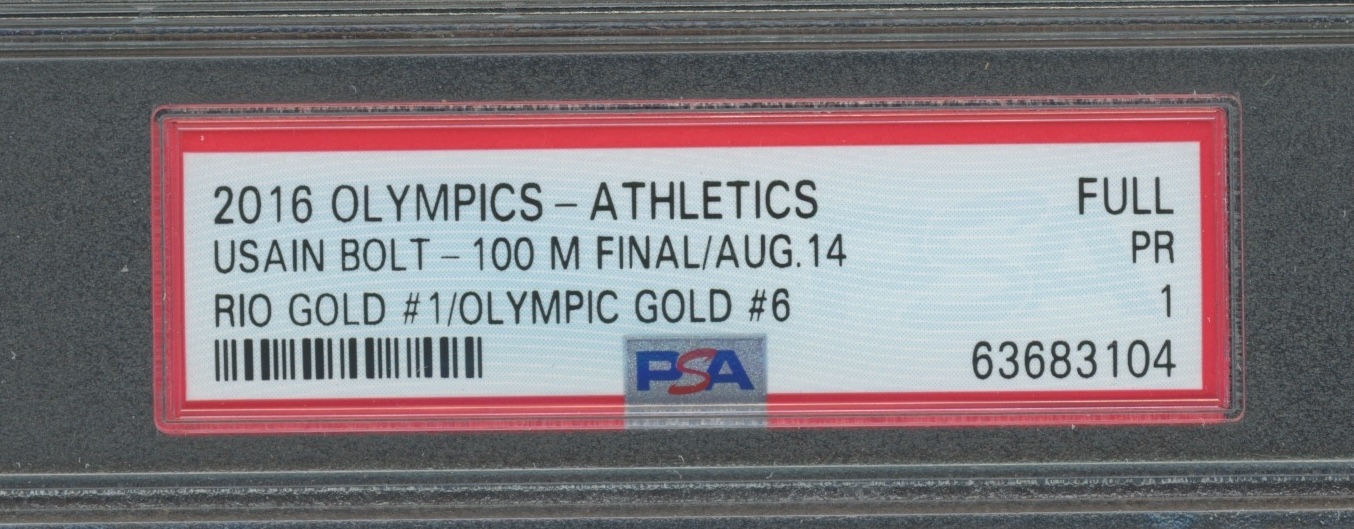 2016 OLYMPICS – ATHLETICS FULL
USAIN BOLT – 100 M FINAL/AUG.14 PR
RIO GOLD #1/OLYMPIC GOLD #6 1
PSA 63683104